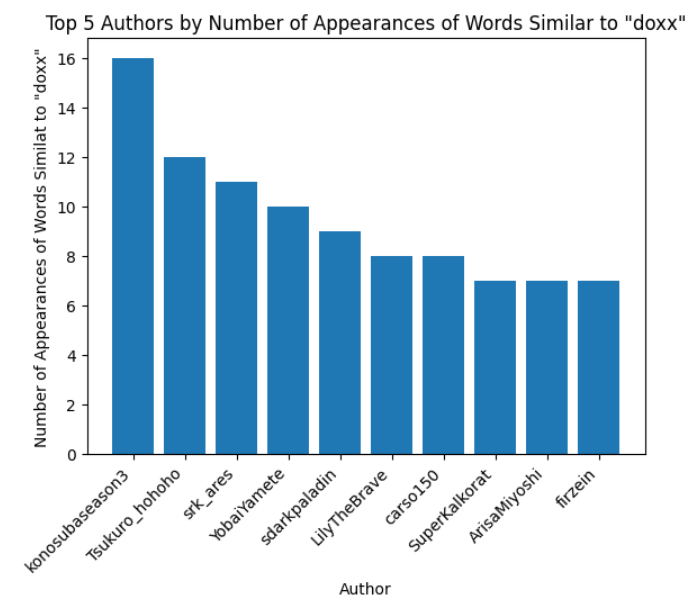 Top 5 Authors by Number of Appearances of Words Similar to "doxx"
Number of Appearances of Words Similat to "doxx"
16
14
12
10
8
6
4
2
0
konosubaseason3
Tsukuro_hohoho
srk_ares
YobaiYamete
sdarkpaladin
LilyTheBrave
carso150
SuperKalkorat
ArisaMiyoshi
firzein
Author